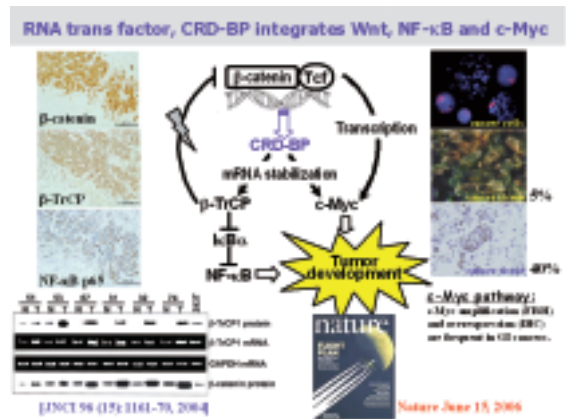 RNA trans factor, CRD-BP integrates Wnt, NF-κB and c-Myc
β-catenin
β-TrCP
NF-κB p65
β-catenin Tcf
CRD-BP
Transcription
mRNA stabilization
β-TrCP
c-Myc
IκBα
NF-κB
Tumor
development
5%
40%
c-Myc pathway:
c-Myc amplification (FISH)
and overexpression (IHC)
are frequent in
N T N T N T N T N T N T
β-TrCP1 protein
β-TrCP1 mRNA
GAPDH mRNA
β-catenin protein
nature
FLIGHT
PLAN
[JNCI 96 (15): 1161-70, 2004]
Nature June 15, 2006